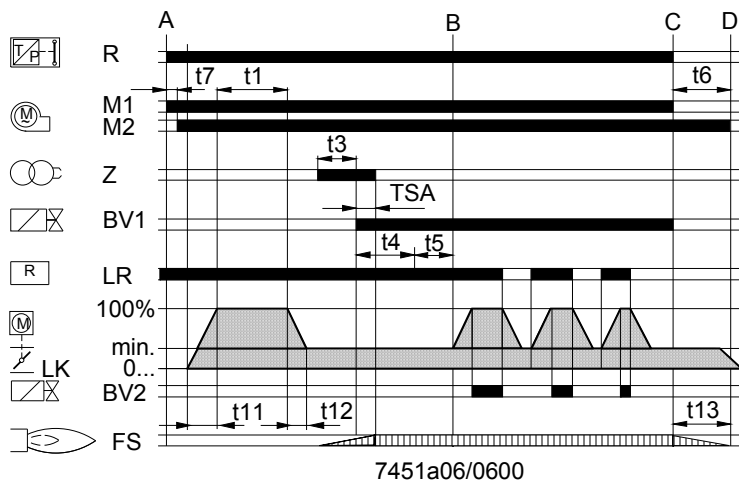 A B C D
T/P R
t7 t1 t6
M1
M M2
t3
Z
TSA
BV1
t4 t5
R LR
100%
M
min.
LK 0...
BV2
t11 t12 t13
FS
7451a06/0600